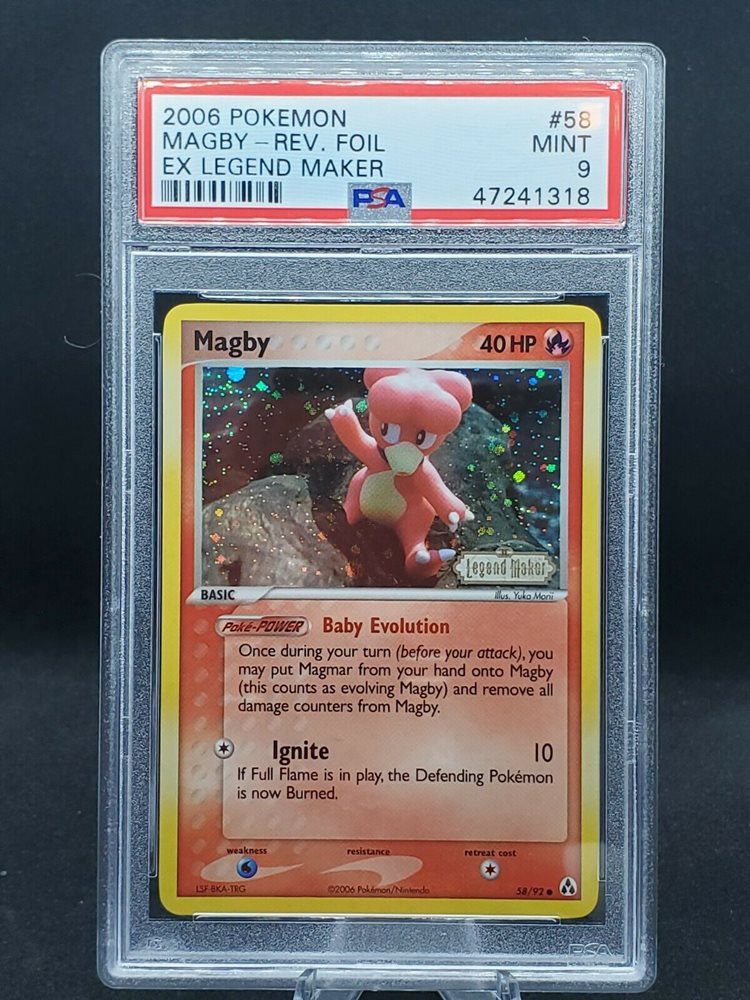 2006 POKEMON #58
MAGBY - REV. FOIL MINT
EX LEGEND MAKER 9
PSA 47241318
Magby 40 HP
Legend Maker
BASIC
Illus. Yuka Morii
Poké-POWER Baby Evolution
Once during your turn (before your attack), you
may put Magmar from your hand onto Magby
(this counts as evolving Magby) and remove all
damage counters from Magby.
Ignite 10
If Full Flame is in play, the Defending Pokémon
is now Burned.
weakness resistance retreat cost
LSF-BKA-TRG ©2006 Pokémon/Nintendo 58/92
PSA